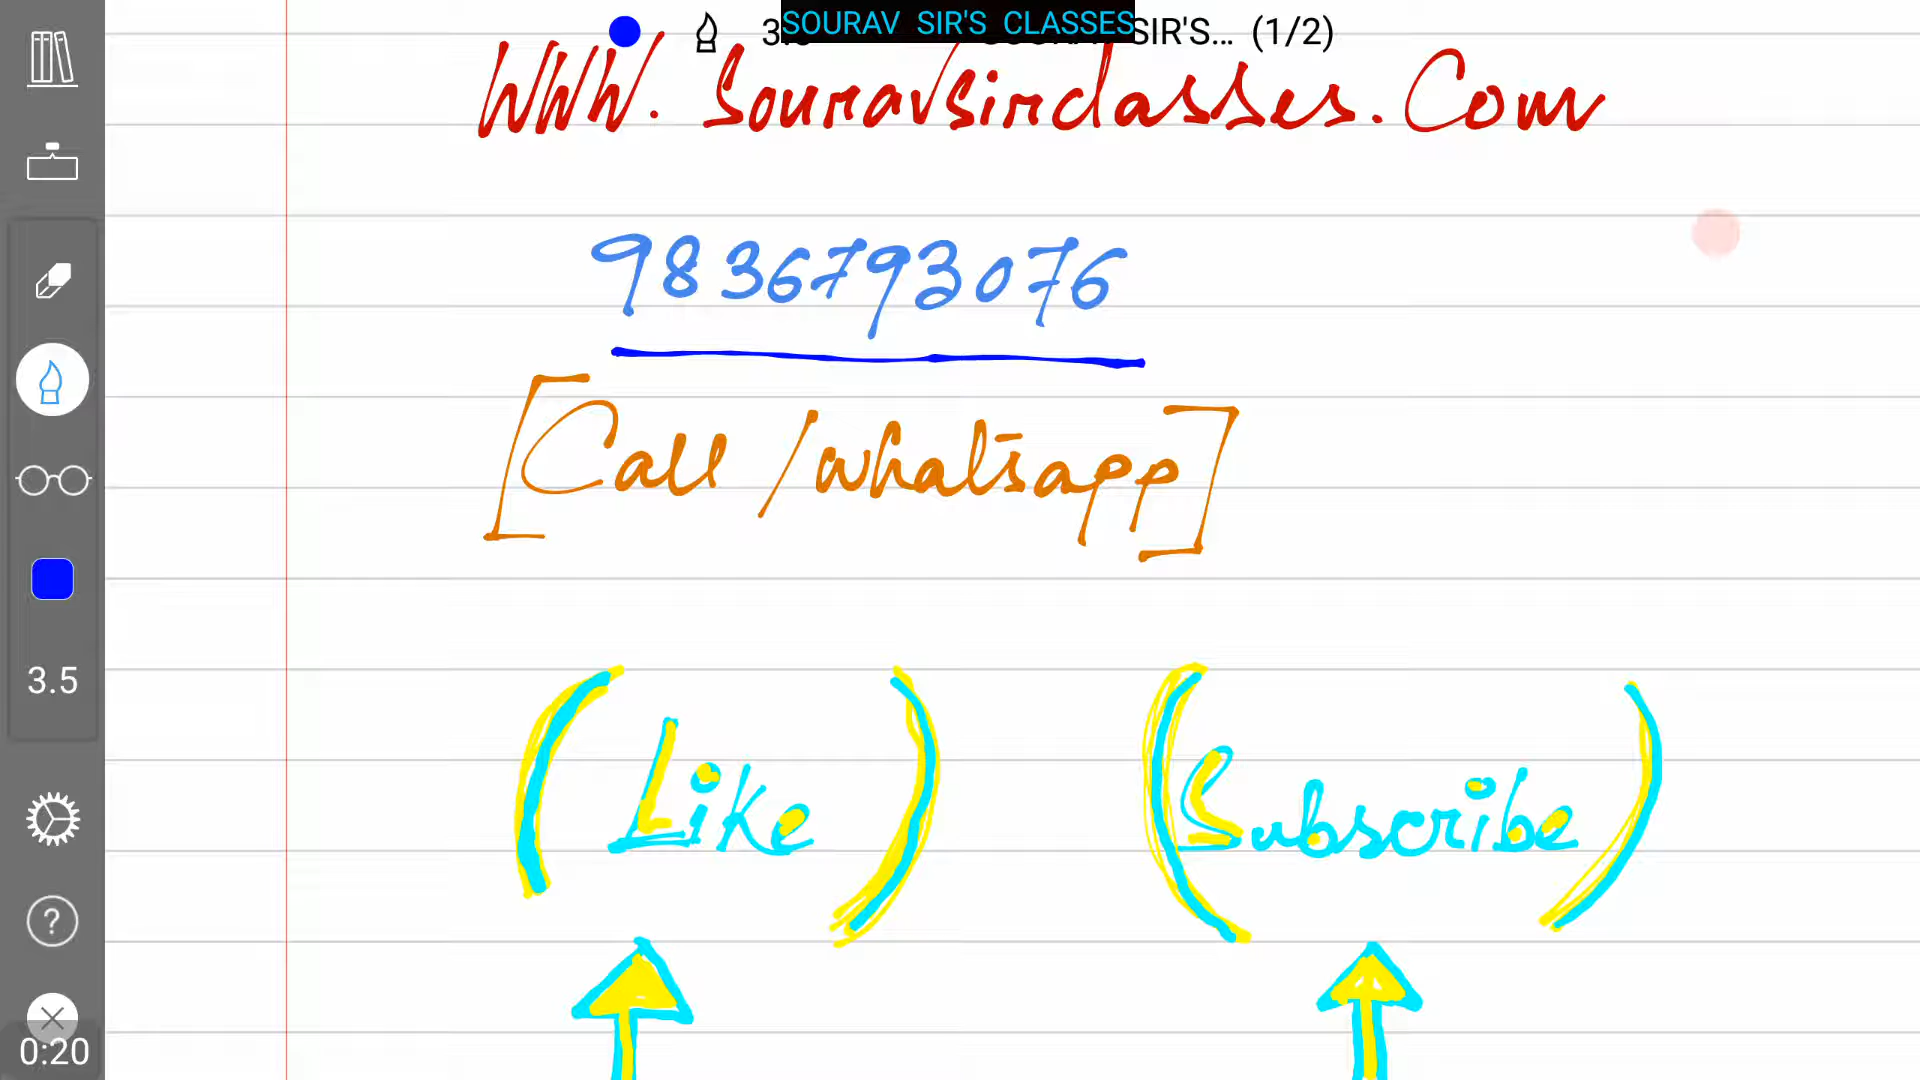 SOURAV SIR'S CLASSES
SIR'S... (1/2)
WWW. Souravsirclasses. Com
9836793076
[Call / whatsapp]
(Like) (Subscribe)
3.5
?
0:20